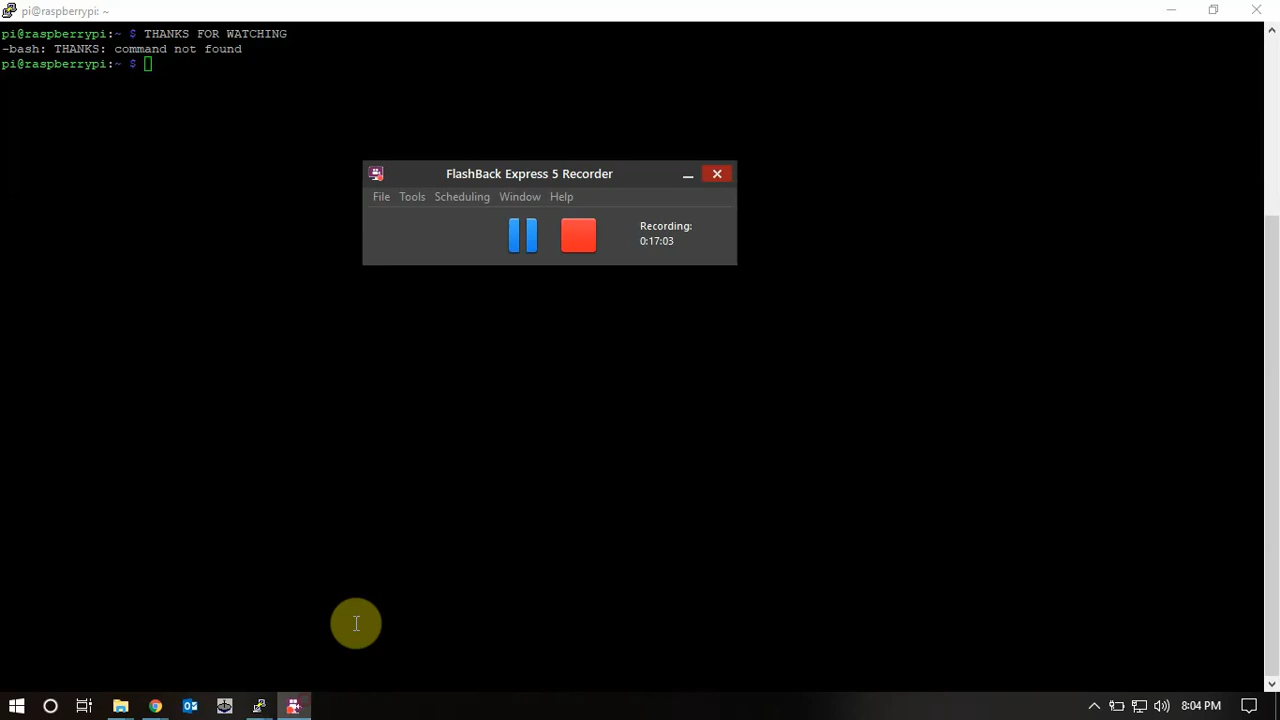 pi@raspberrypi: ~
pi@raspberrypi:~ $ THANKS FOR WATCHING
-bash: THANKS: command not found
pi@raspberrypi:~ $
FlashBack Express 5 Recorder
File Tools Scheduling Window Help
Recording:
0:17:03
8:04 PM